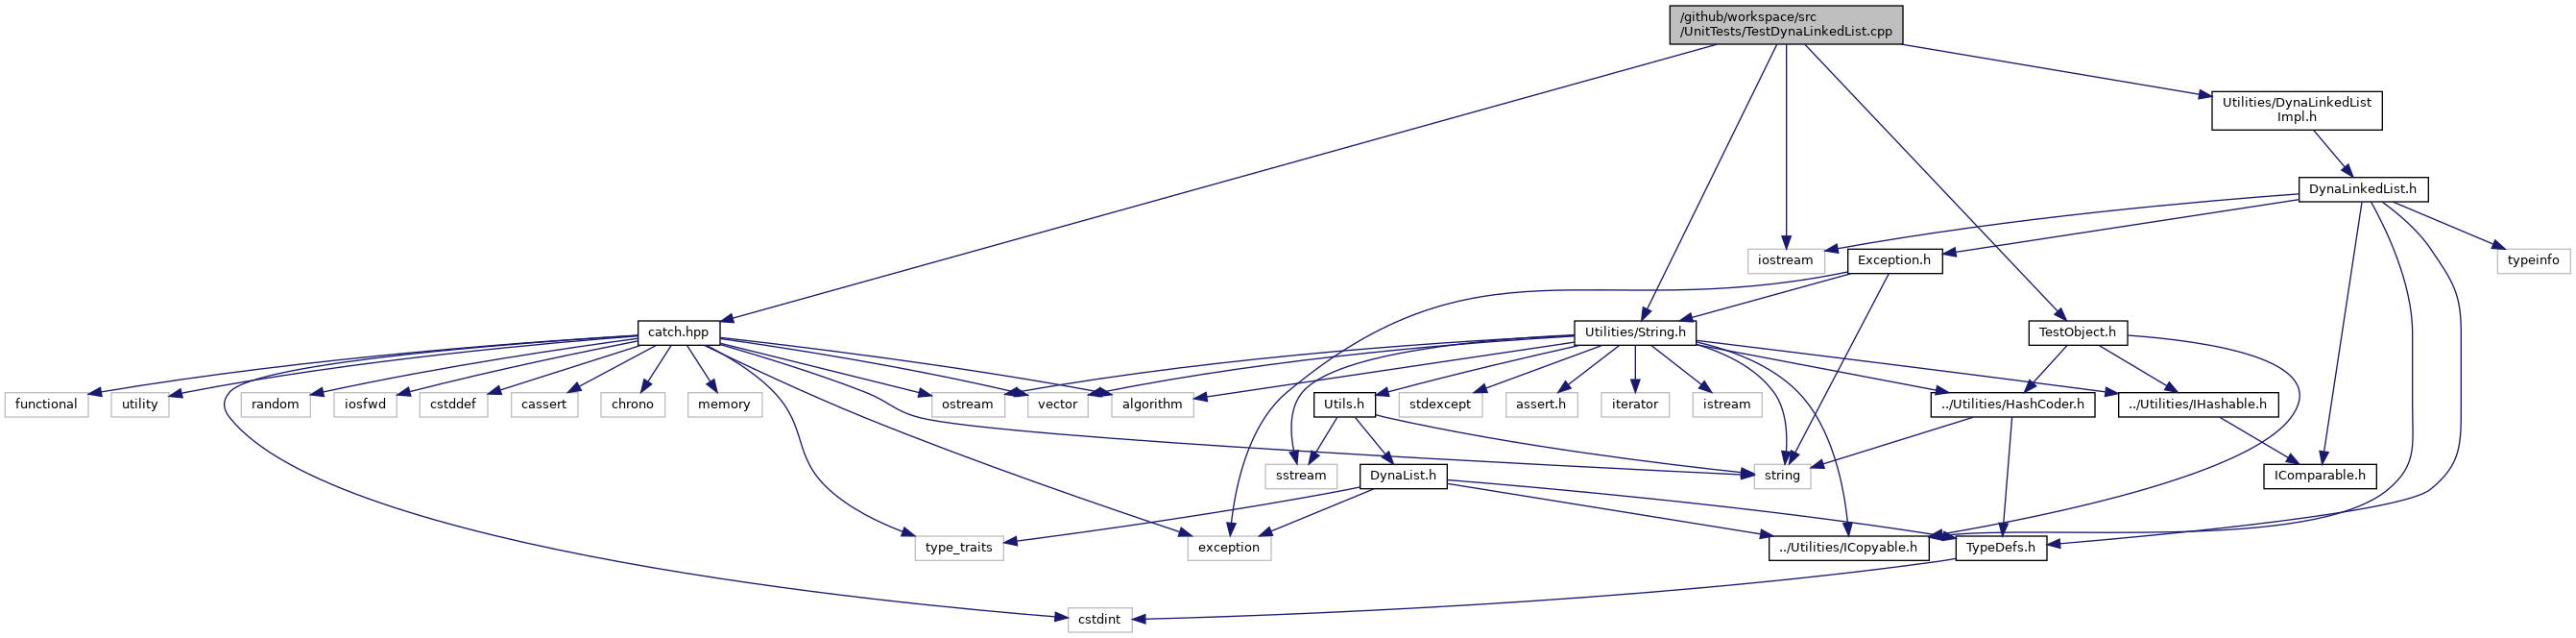 /github/workspace/src
/UnitTests/TestDynaLinkedList.cpp
Utilities/DynaLinkedList
Impl.h
DynaLinkedList.h
iostream
Exception.h
typeinfo
catch.hpp
Utilities/String.h
TestObject.h
functional
utility
random
iosfwd
cstddef
cassert
chrono
memory
ostream
vector
algorithm
Utils.h
stdexcept
assert.h
iterator
istream
../Utilities/HashCoder.h
../Utilities/IHashable.h
sstream
DynaList.h
string
IComparable.h
type_traits
exception
../Utilities/ICopyable.h
TypeDefs.h
cstdint